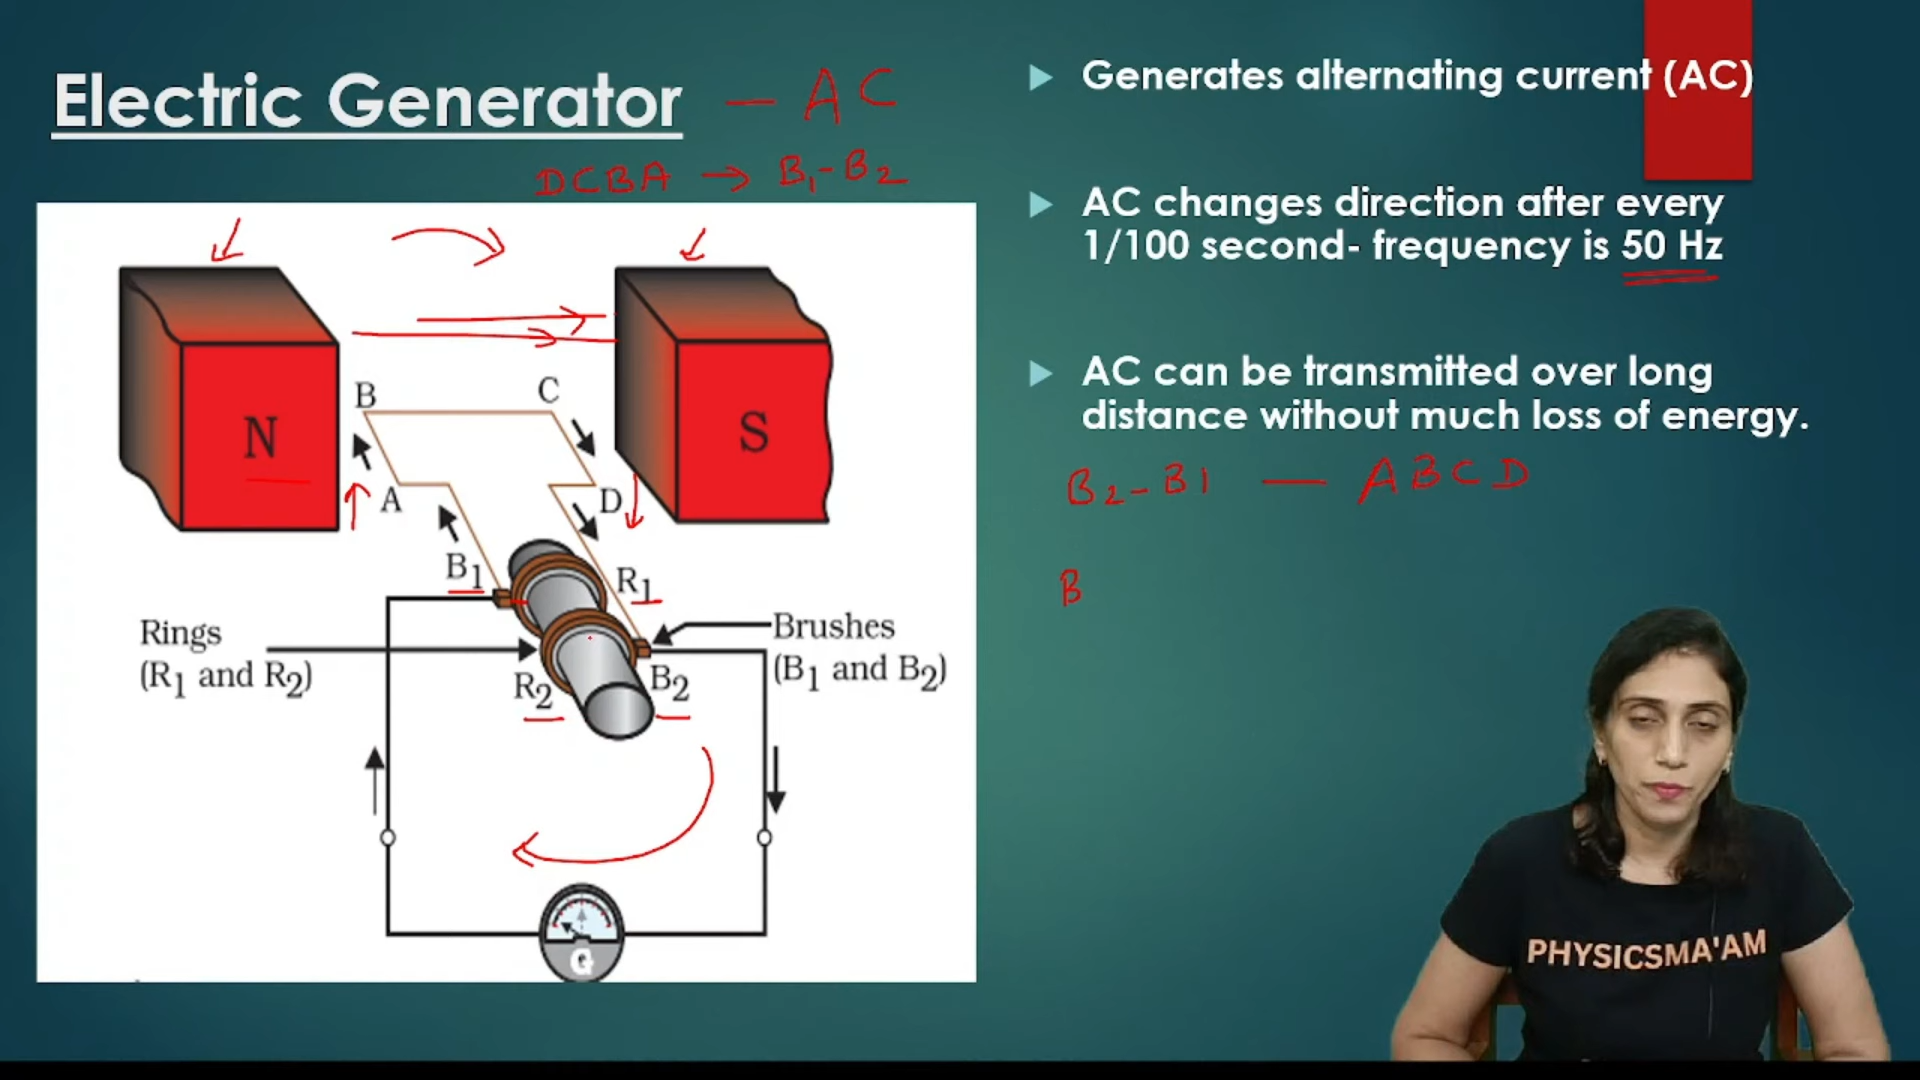 Electric Generator — AC
DCBA → B1-B2
N
S
B
C
A
D
B1
R1
Rings
(R1 and R2)
Brushes
(B1 and B2)
R2
B2
G
Generates alternating current (AC)
AC changes direction after every
1/100 second- frequency is 50 Hz
AC can be transmitted over long
distance without much loss of energy.
B2-B1 — ABCD
B
PHYSICSMA'AM